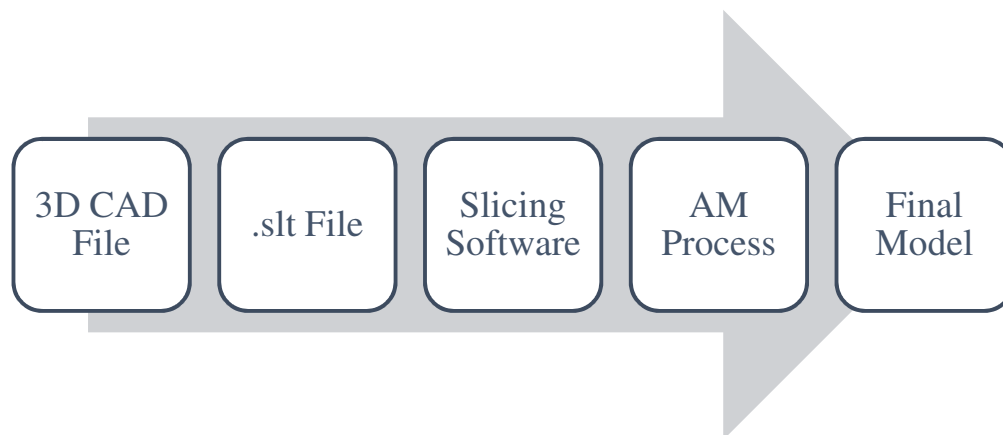 3D CAD
File
.slt File
Slicing
Software
AM
Process
Final
Model